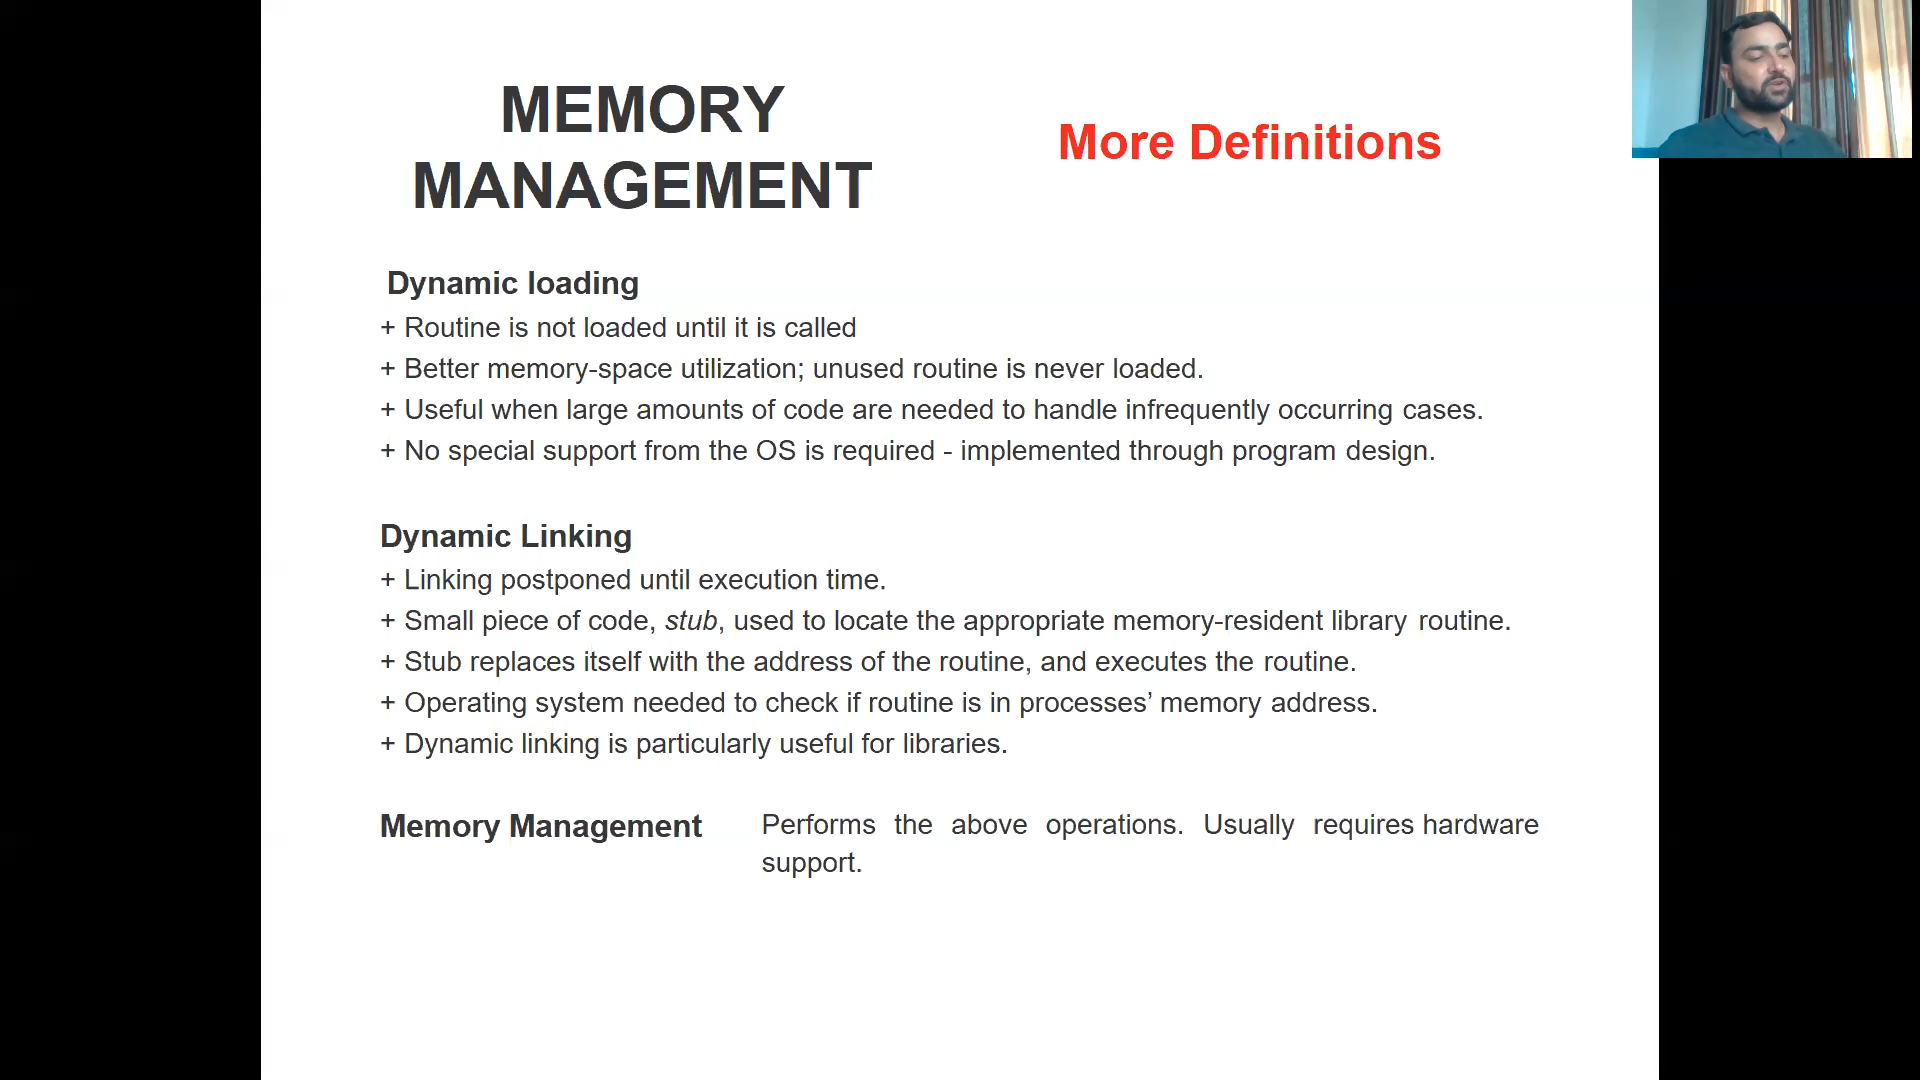 MEMORY
MANAGEMENT
More Definitions
Dynamic loading
+ Routine is not loaded until it is called
+ Better memory-space utilization; unused routine is never loaded.
+ Useful when large amounts of code are needed to handle infrequently occurring cases.
+ No special support from the OS is required - implemented through program design.
Dynamic Linking
+ Linking postponed until execution time.
+ Small piece of code, stub, used to locate the appropriate memory-resident library routine.
+ Stub replaces itself with the address of the routine, and executes the routine.
+ Operating system needed to check if routine is in processes’ memory address.
+ Dynamic linking is particularly useful for libraries.
Memory Management Performs the above operations. Usually requires hardware
support.